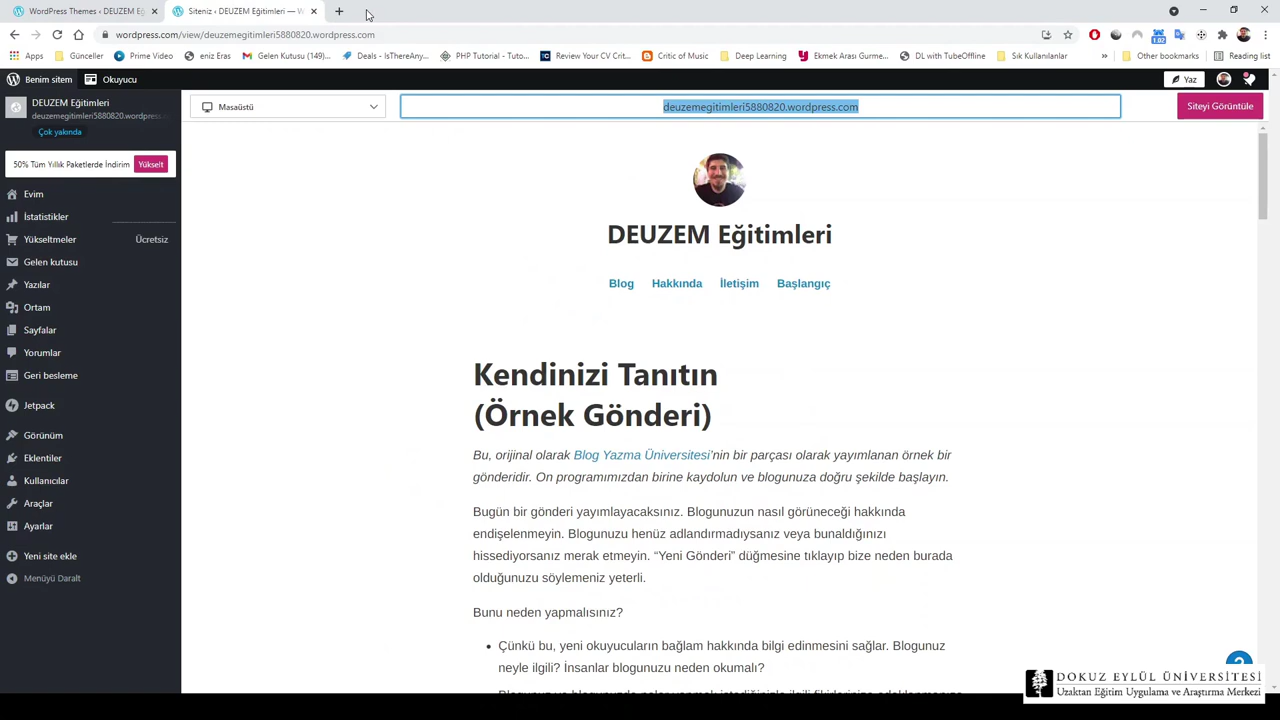 WordPress Themes ‹ DEUZEM Eğ
Siteniz ‹ DEUZEM Eğitimleri — W
wordpress.com/view/deuzemegitimleri5880820.wordpress.com
Apps
Günceller
Prime Video
eniz Eras
Gelen Kutusu (149)...
Deals - IsThereAny...
PHP Tutorial - Tuto...
Review Your CV Crit...
Critic of Music
Deep Learning
Ekmek Arası Gurme...
DL with TubeOffline
Sık Kullanılanlar
Other bookmarks
Reading list
Benim sitem
Okuyucu
Yaz
DEUZEM Eğitimleri
deuzemegitimleri5880820.wordpress.com
Çok yakında
Masaüstü
deuzemegitimleri5880820.wordpress.com
Siteyi Görüntüle
50% Tüm Yıllık Paketlerde İndirim
Yükselt
Evim
İstatistikler
Yükseltmeler Ücretsiz
Gelen kutusu
Yazılar
Ortam
Sayfalar
Yorumlar
Geri besleme
Jetpack
Görünüm
Eklentiler
Kullanıcılar
Araçlar
Ayarlar
Yeni site ekle
Menüyü Daralt
DEUZEM Eğitimleri
Blog Hakkında İletişim Başlangıç
Kendinizi Tanıtın
(Örnek Gönderi)
Bu, orijinal olarak Blog Yazma Üniversitesi'nin bir parçası olarak yayımlanan örnek bir
gönderidir. On programımızdan birine kaydolun ve blogunuza doğru şekilde başlayın.
Bugün bir gönderi yayımlayacaksınız. Blogunuzun nasıl görüneceği hakkında
endişelenmeyin. Blogunuzu henüz adlandırmadıysanız veya bunaldığınızı
hissediyorsanız merak etmeyin. “Yeni Gönderi” düğmesine tıklayıp bize neden burada
olduğunuzu söylemeniz yeterli.
Bunu neden yapmalısınız?
• Çünkü bu, yeni okuyucuların bağlam hakkında bilgi edinmesini sağlar. Blogunuz
neyle ilgili? İnsanlar blogunuzu neden okumalı?
DOKUZ EYLÜL ÜNİVERSİTESİ
Uzaktan Eğitim Uygulama ve Araştırma Merkezi